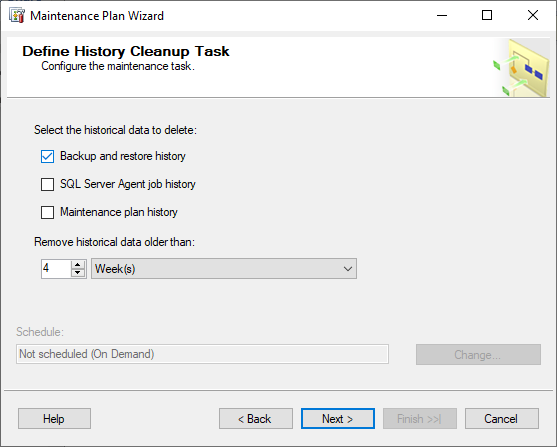 Maintenance Plan Wizard
Define History Cleanup Task
Configure the maintenance task.
Select the historical data to delete:
Backup and restore history
SQL Server Agent job history
Maintenance plan history
Remove historical data older than:
4 Week(s)
Schedule:
Not scheduled (On Demand) Change...
Help < Back Next > Finish >>| Cancel